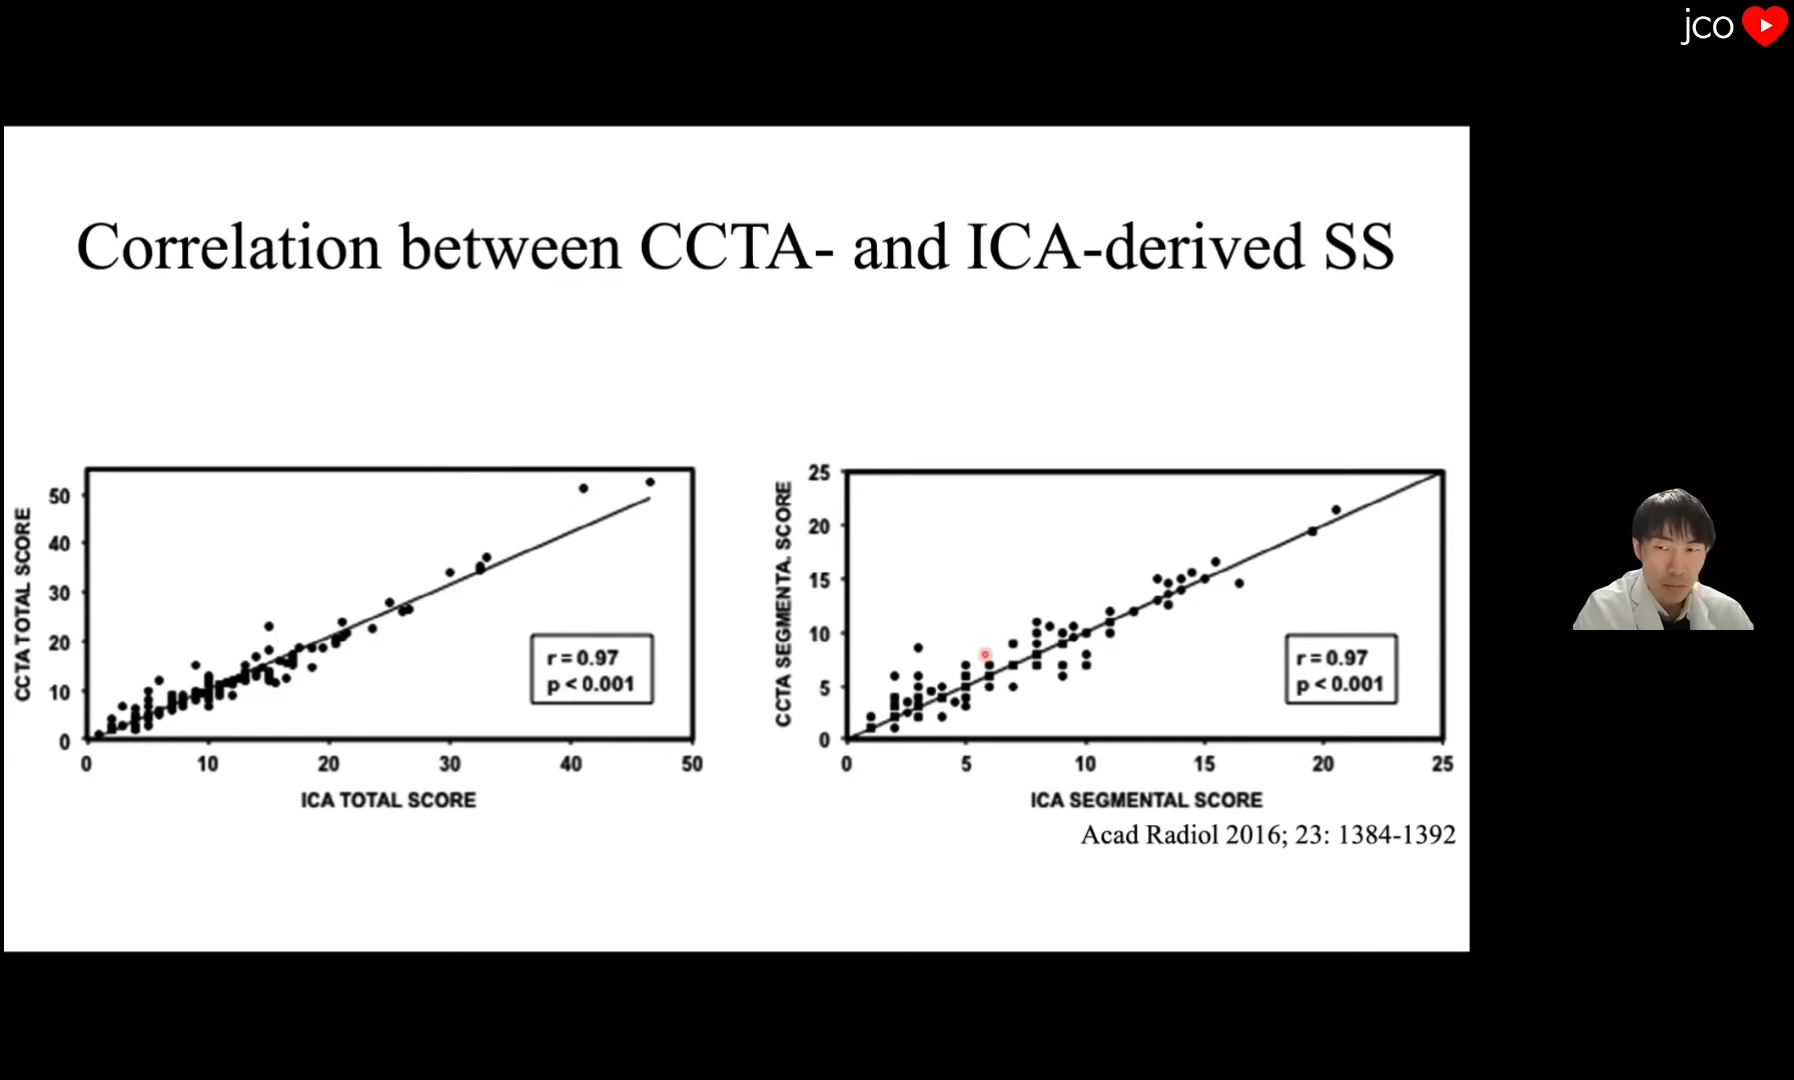 jco
Correlation between CCTA- and ICA-derived SS
CCTA TOTAL SCORE
50
40
30
20
10
0
r = 0.97
p < 0.001
0 10 20 30 40 50
ICA TOTAL SCORE
CCTA SEGMENTA. SCORE
25
20
15
10
5
0
r = 0.97
p < 0.001
0 5 10 15 20 25
ICA SEGMENTAL SCORE
Acad Radiol 2016; 23: 1384-1392